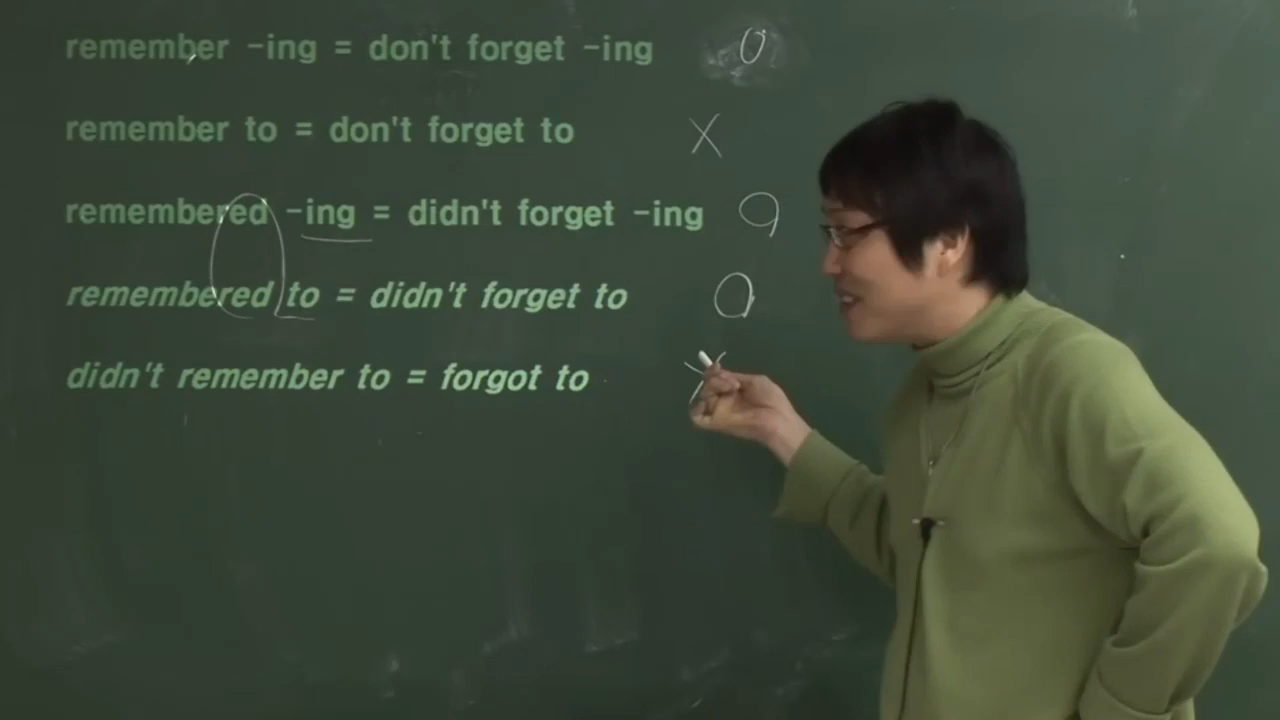 remember -ing = don't forget -ing O
remember to = don't forget to X
remembered -ing = didn't forget -ing O
remembered to = didn't forget to O
didn't remember to = forgot to X